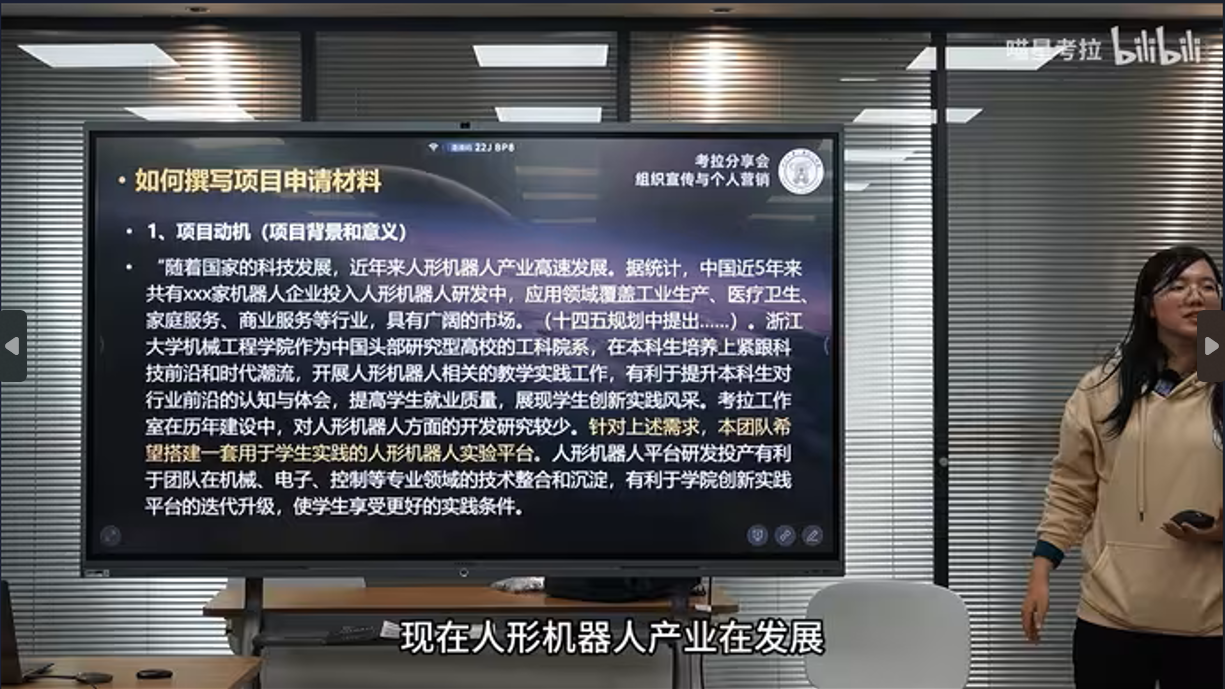 喵星考拉 bilibili
22J BP8
考拉分享会
组织宣传与个人营销
• 如何撰写项目申请材料
• 1、项目动机（项目背景和意义）
• “随着国家的科技发展，近年来人形机器人产业高速发展。据统计，中国近5年来
共有xxx家机器人企业投入人形机器人研发中，应用领域覆盖工业生产、医疗卫生、
家庭服务、商业服务等行业，具有广阔的市场。（十四五规划中提出……）。浙江
大学机械工程学院作为中国头部研究型高校的工科院系，在本科生培养上紧跟科
技前沿和时代潮流，开展人形机器人相关的教学实践工作，有利于提升本科生对
行业前沿的认知与体会，提高学生就业质量，展现学生创新实践风采。考拉工作
室在历年建设中，对人形机器人方面的开发研究较少。针对上述需求，本团队希
望搭建一套用于学生实践的人形机器人实验平台。人形机器人平台研发投产有利
于团队在机械、电子、控制等专业领域的技术整合和沉淀，有利于学院创新实践
平台的迭代升级，使学生享受更好的实践条件。
现在人形机器人产业在发展